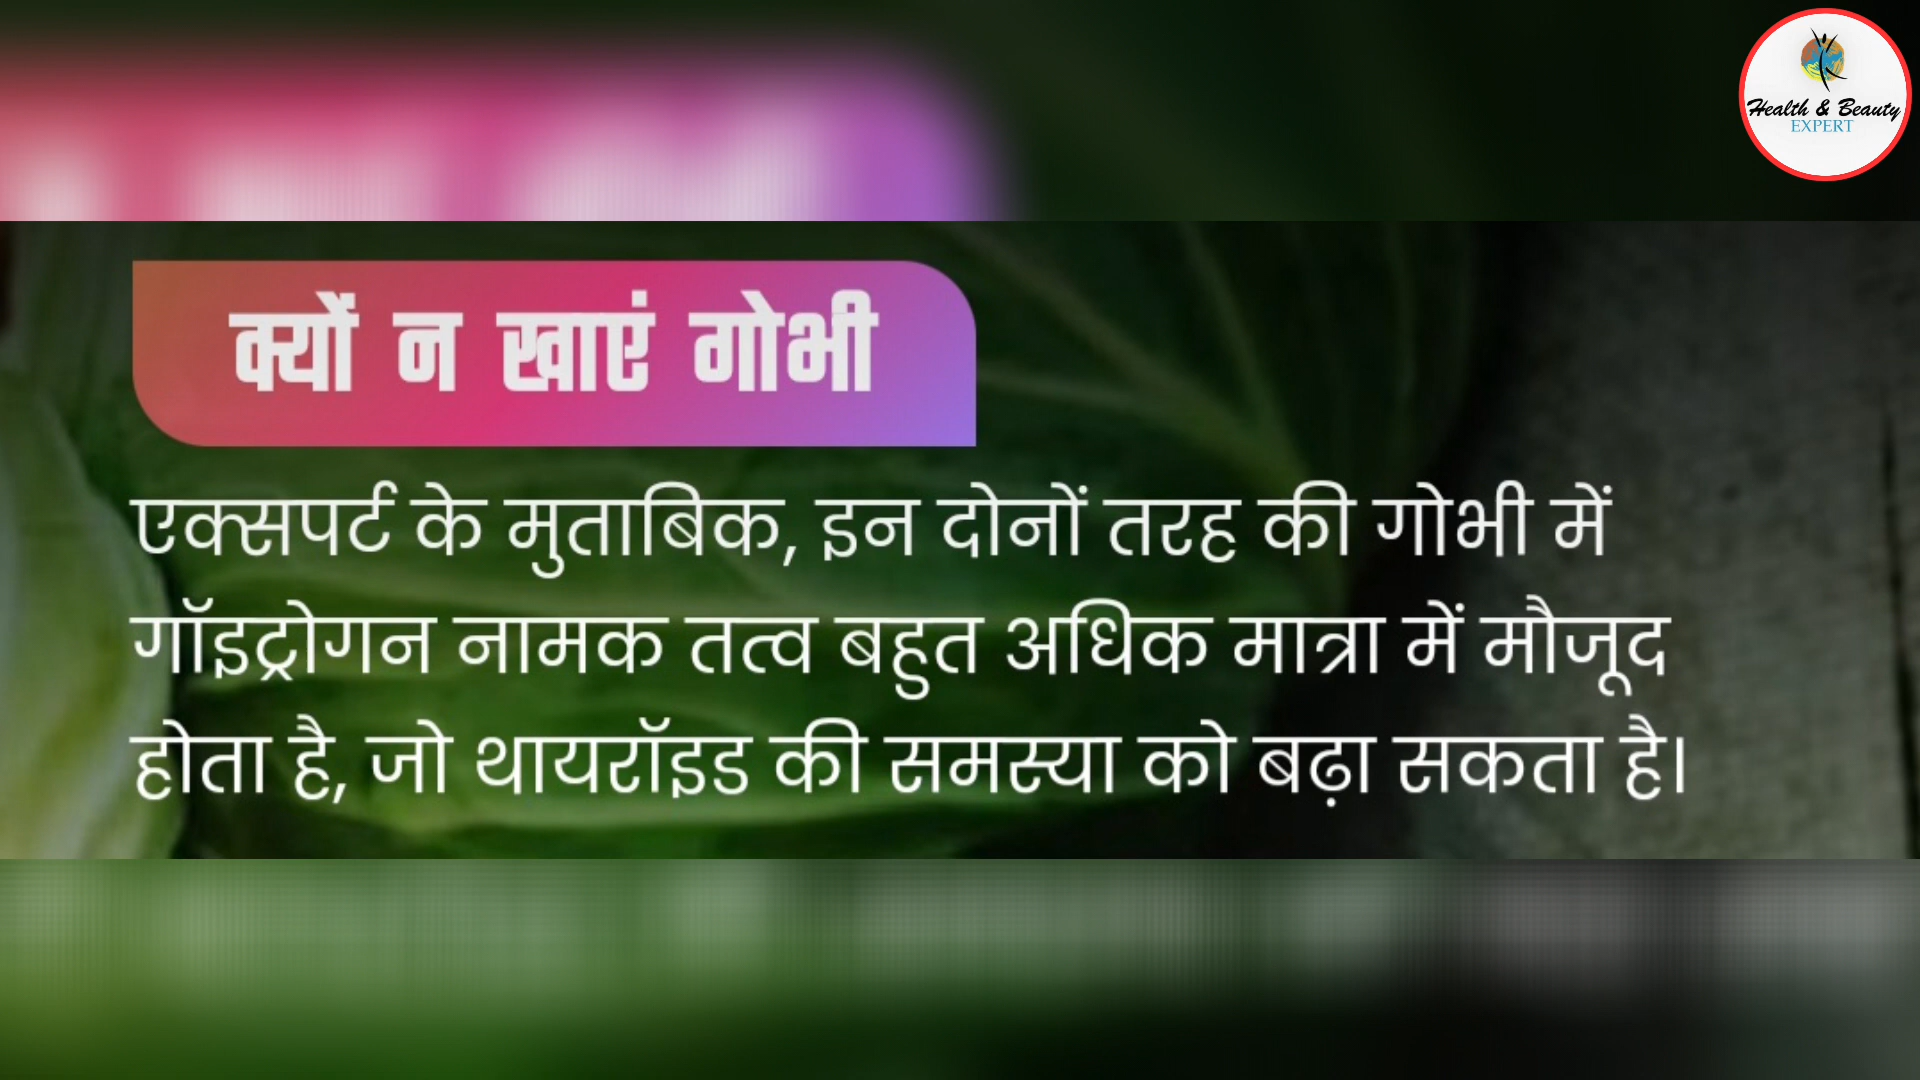 Health & Beauty
EXPERT
क्यों न खाएं गोभी
एक्सपर्ट के मुताबिक, इन दोनों तरह की गोभी में
गॉइट्रोगन नामक तत्व बहुत अधिक मात्रा में मौजूद
होता है, जो थायरॉइड की समस्या को बढ़ा सकता है।